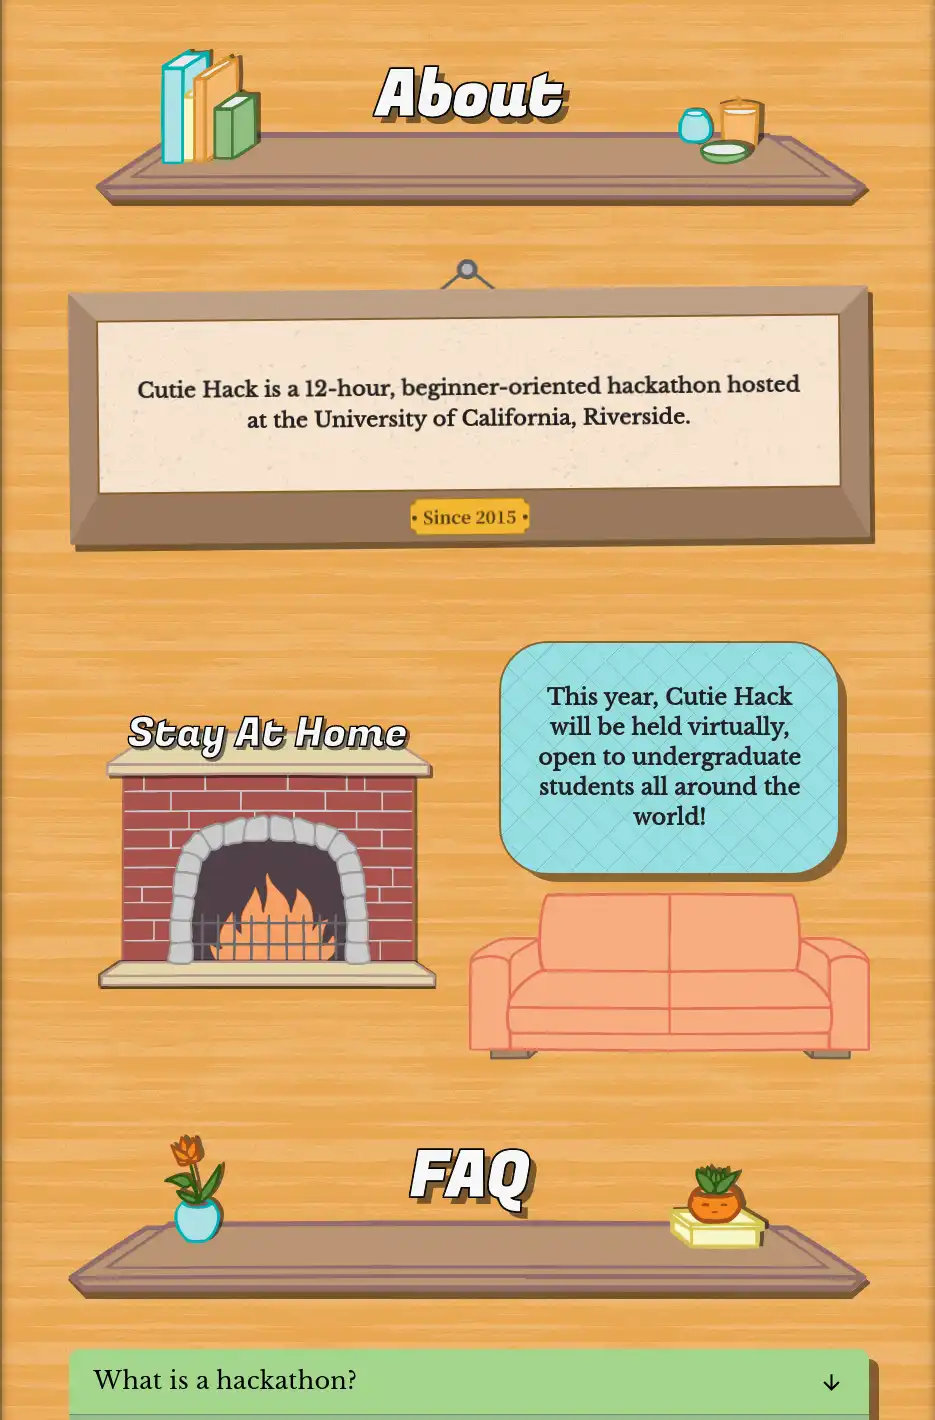 About
Cutie Hack is a 12-hour, beginner-oriented hackathon hosted
at the University of California, Riverside.
Since 2015
Stay At Home
This year, Cutie Hack
will be held virtually,
open to undergraduate
students all around the
world!
FAQ
What is a hackathon?